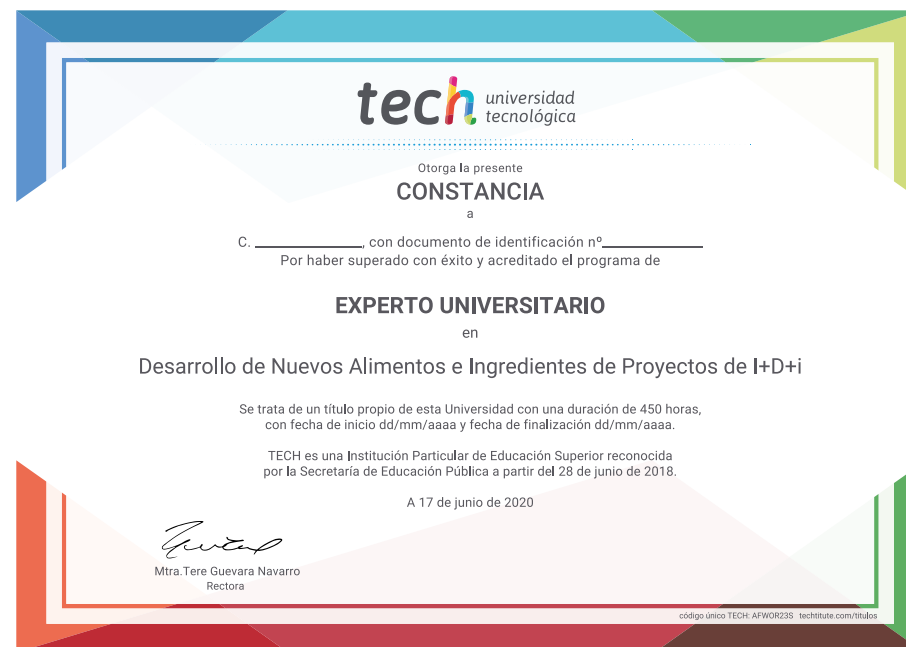 tech universidad
tecnológica
Otorga la presente
CONSTANCIA
a
C. ____________, con documento de identificación nº____________
Por haber superado con éxito y acreditado el programa de
EXPERTO UNIVERSITARIO
en
Desarrollo de Nuevos Alimentos e Ingredientes de Proyectos de I+D+i
Se trata de un título propio de esta Universidad con una duración de 450 horas,
con fecha de inicio dd/mm/aaaa y fecha de finalización dd/mm/aaaa.
TECH es una Institución Particular de Educación Superior reconocida
por la Secretaría de Educación Pública a partir del 28 de junio de 2018.
A 17 de junio de 2020
Mtra.Tere Guevara Navarro
Rectora
código único TECH: AFWOR23S techtitute.com/titulos